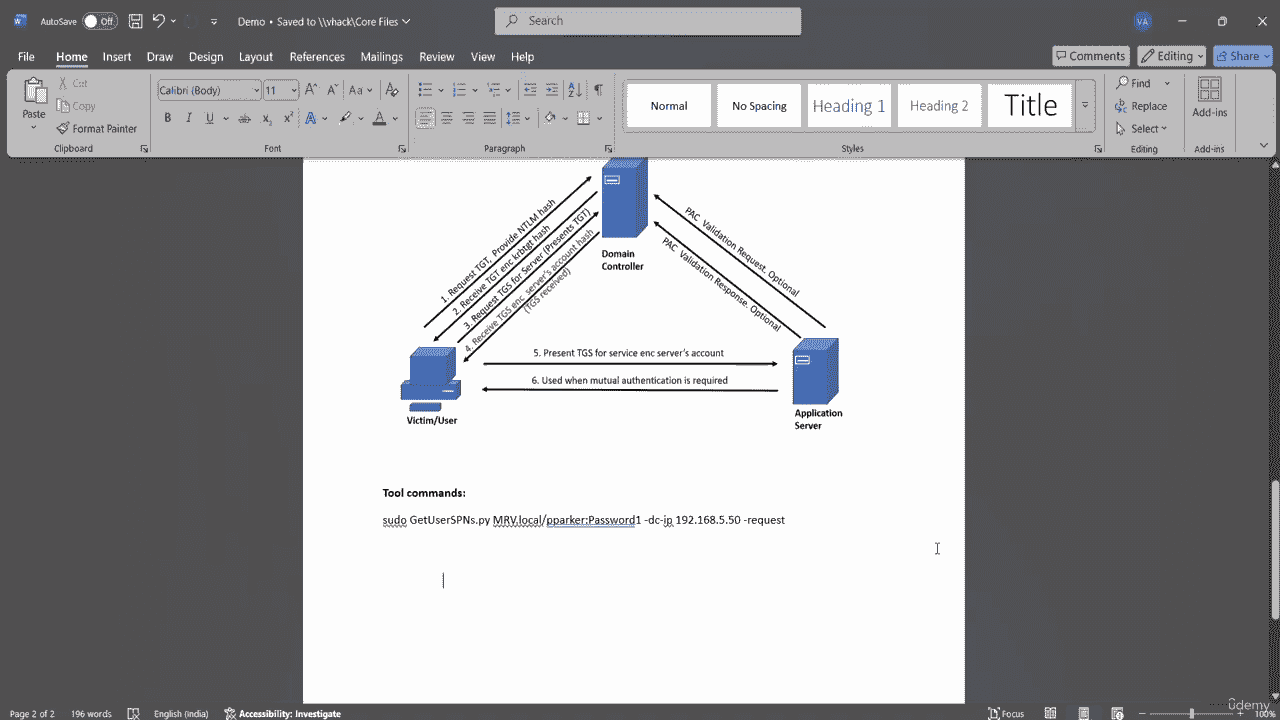 AutoSave Off Demo • Saved to \\vhack\Core Files Search VA
File Home Insert Draw Design Layout References Mailings Review View Help Comments Editing Share
Paste Cut Copy Format Painter
Calibri (Body) 11
Normal No Spacing Heading 1 Heading 2 Title
Find Replace Select Add-ins
Clipboard Font Paragraph Styles Editing Add-ins
1. Request TGT, Provide NTLM hash
2. Receive TGT enc krbtgt hash
3. Request TGS for Server (Presents TGT)
4. Receive TGS enc server's account hash
(TGS received)
Domain
Controller
PAC Validation Request. Optional
PAC Validation Response. Optional
5. Present TGS for service enc server's account
6. Used when mutual authentication is required
Victim/User
Application
Server
Tool commands:
sudo GetUserSPNs.py MRV.local/pparker:Password1 -dc-ip 192.168.5.50 -request
Page 2 of 2 196 words English (India) Accessibility: Investigate Focus 100%
Udemy